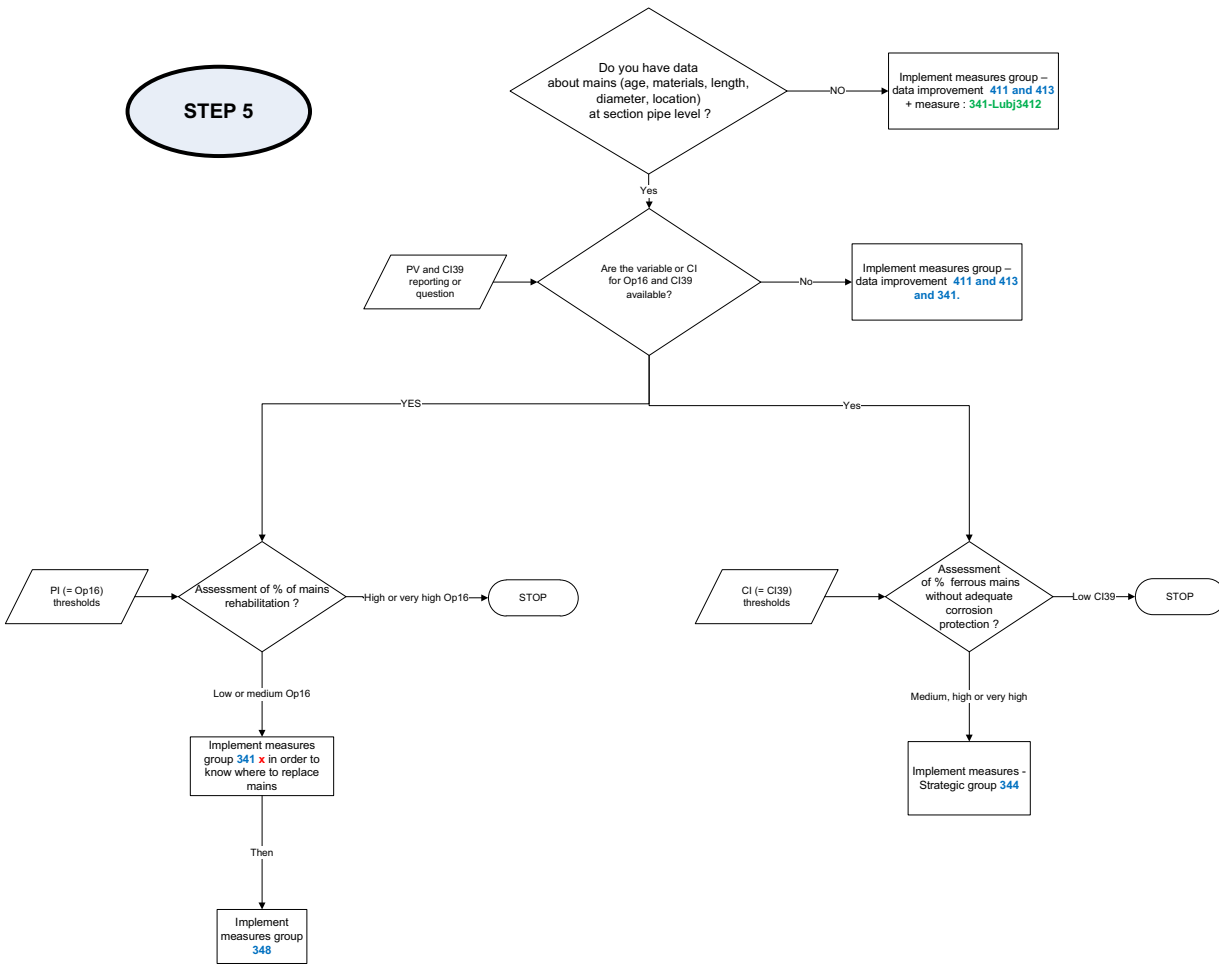 STEP 5
Do you have data
about mains (age, materials, length,
diameter, location)
at section pipe level ?
NO
Implement measures group –
data improvement 411 and 413
+ measure : 341-Lubj3412
Yes
PV and CI39
reporting or
question
Are the variable or CI
for Op16 and CI39
available?
No
Implement measures group –
data improvement 411 and 413
and 341.
YES
Yes
PI (= Op16)
thresholds
Assessment of % of mains
rehabilitation ?
High or very high Op16
STOP
CI (= CI39)
thresholds
Assessment
of % ferrous mains
without adequate
corrosion
protection ?
Low CI39
STOP
Low or medium Op16
Medium, high or very high
Implement measures
group 341 x in order to
know where to replace
mains
Implement measures -
Strategic group 344
Then
Implement
measures group
348